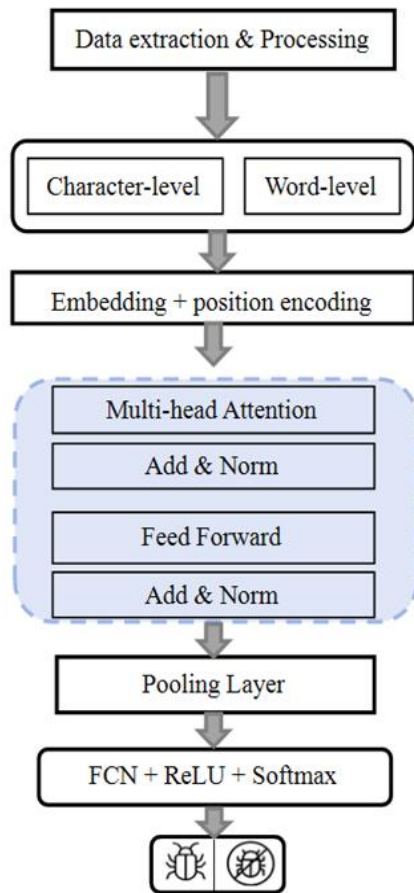 Data extraction & Processing
Character-level
Word-level
Embedding + position encoding
Multi-head Attention
Add & Norm
Feed Forward
Add & Norm
Pooling Layer
FCN + ReLU + Softmax